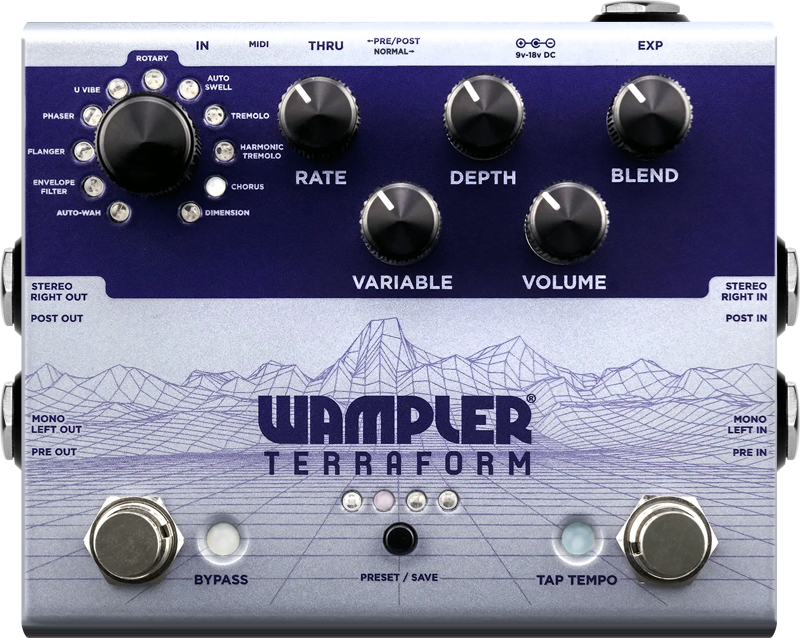 IN
MIDI
THRU
←PRE/POST
NORMAL→
9v-18v DC
EXP
ROTARY
U VIBE
AUTO
SWELL
PHASER
TREMOLO
FLANGER
HARMONIC
TREMOLO
ENVELOPE
FILTER
CHORUS
AUTO-WAH
DIMENSION
RATE
DEPTH
BLEND
VARIABLE
VOLUME
STEREO
RIGHT OUT
POST OUT
STEREO
RIGHT IN
POST IN
MONO
LEFT OUT
PRE OUT
MONO
LEFT IN
PRE IN
WAMPLER®
TERRAFORM
BYPASS
PRESET / SAVE
TAP TEMPO